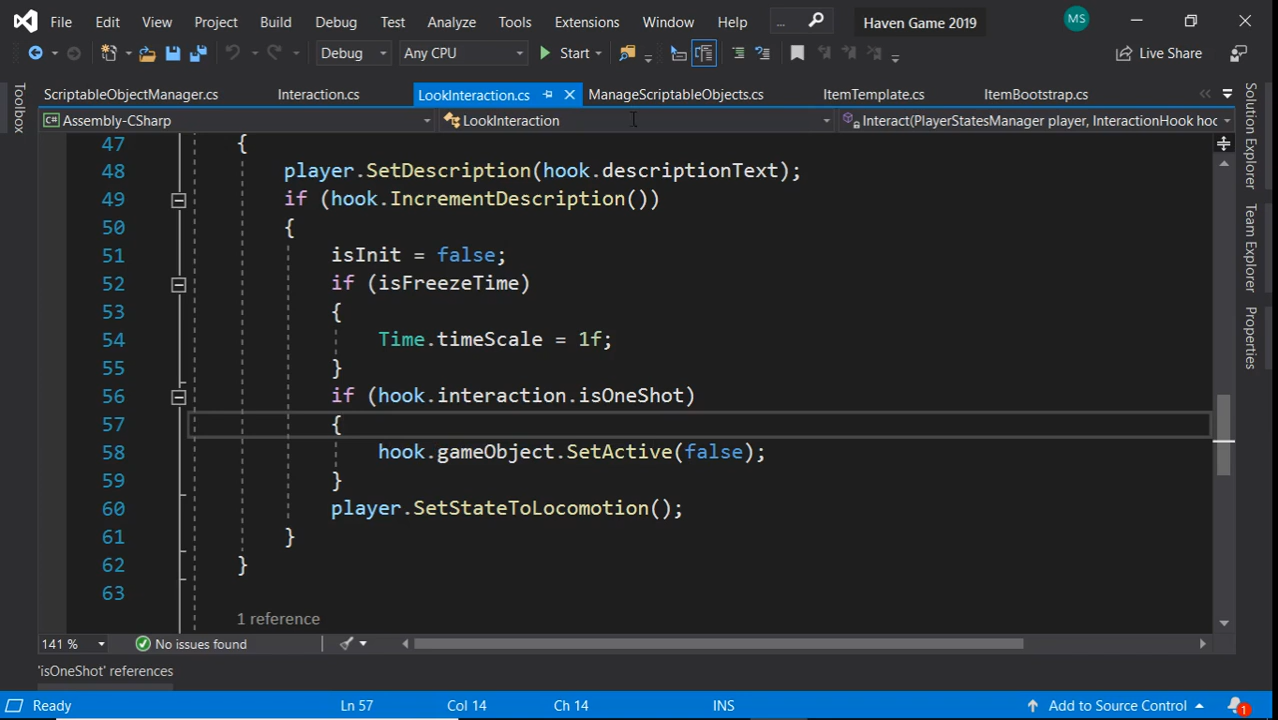 File Edit View Project Build Debug Test Analyze Tools Extensions Window Help ... Haven Game 2019 MS
Debug Any CPU Start Live Share
ScriptableObjectManager.cs Interaction.cs LookInteraction.cs ManageScriptableObjects.cs ItemTemplate.cs ItemBootstrap.cs
C# Assembly-CSharp LookInteraction Interact(PlayerStatesManager player, InteractionHook hoc
Toolbox
Solution Explorer
Team Explorer
Properties
47 {
48 player.SetDescription(hook.descriptionText);
49 if (hook.IncrementDescription())
50 {
51 isInit = false;
52 if (isFreezeTime)
53 {
54 Time.timeScale = 1f;
55 }
56 if (hook.interaction.isOneShot)
57 {
58 hook.gameObject.SetActive(false);
59 }
60 player.SetStateToLocomotion();
61 }
62 }
63
1 reference
141 % No issues found
'isOneShot' references
Ready Ln 57 Col 14 Ch 14 INS Add to Source Control 1